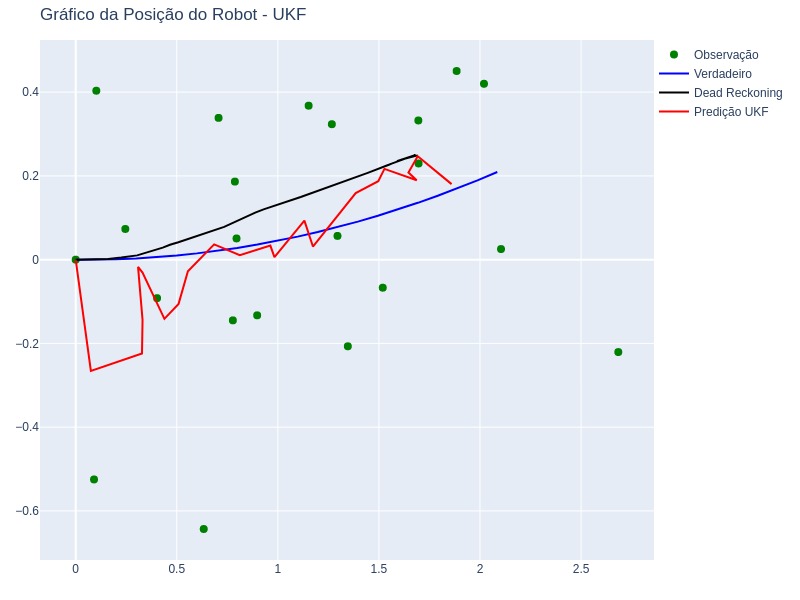 Gráfico da Posição do Robot - UKF
Observação
Verdadeiro
Dead Reckoning
Predição UKF
0.4
0.2
0
−0.2
−0.4
−0.6
0
0.5
1
1.5
2
2.5